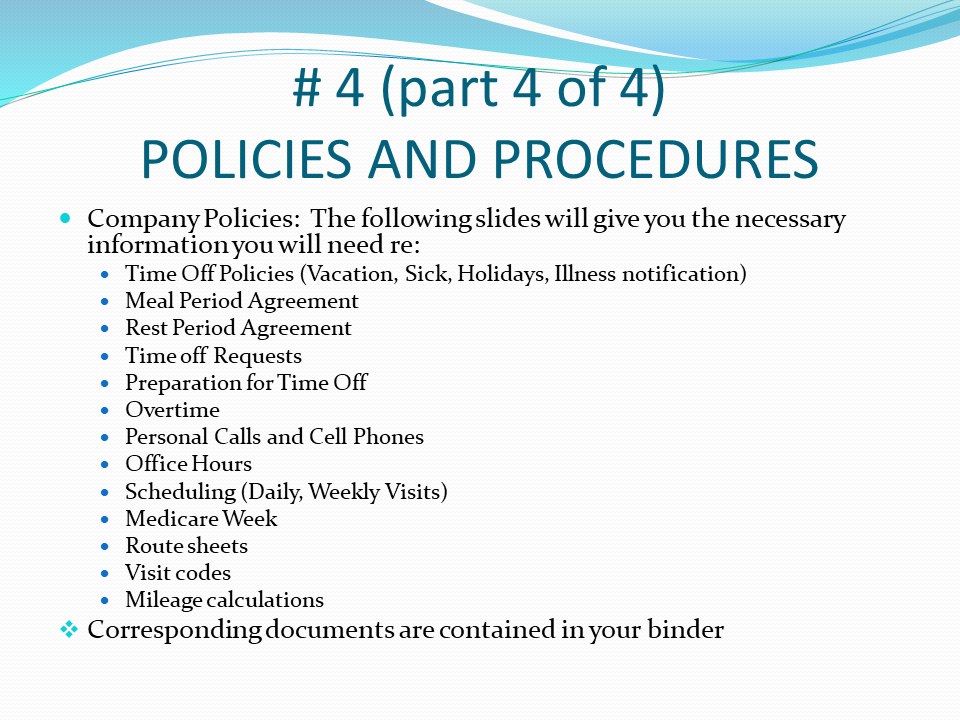 # 4 (part 4 of 4)
POLICIES AND PROCEDURES
Company Policies:  The following slides will give you the necessary
information you will need re:
Time Off Policies (Vacation, Sick, Holidays, Illness notification)
Meal Period Agreement
Rest Period Agreement
Time off Requests
Preparation for Time Off
Overtime
Personal Calls and Cell Phones
Office Hours
Scheduling (Daily, Weekly Visits)
Medicare Week
Route sheets
Visit codes
Mileage calculations
Corresponding documents are contained in your binder